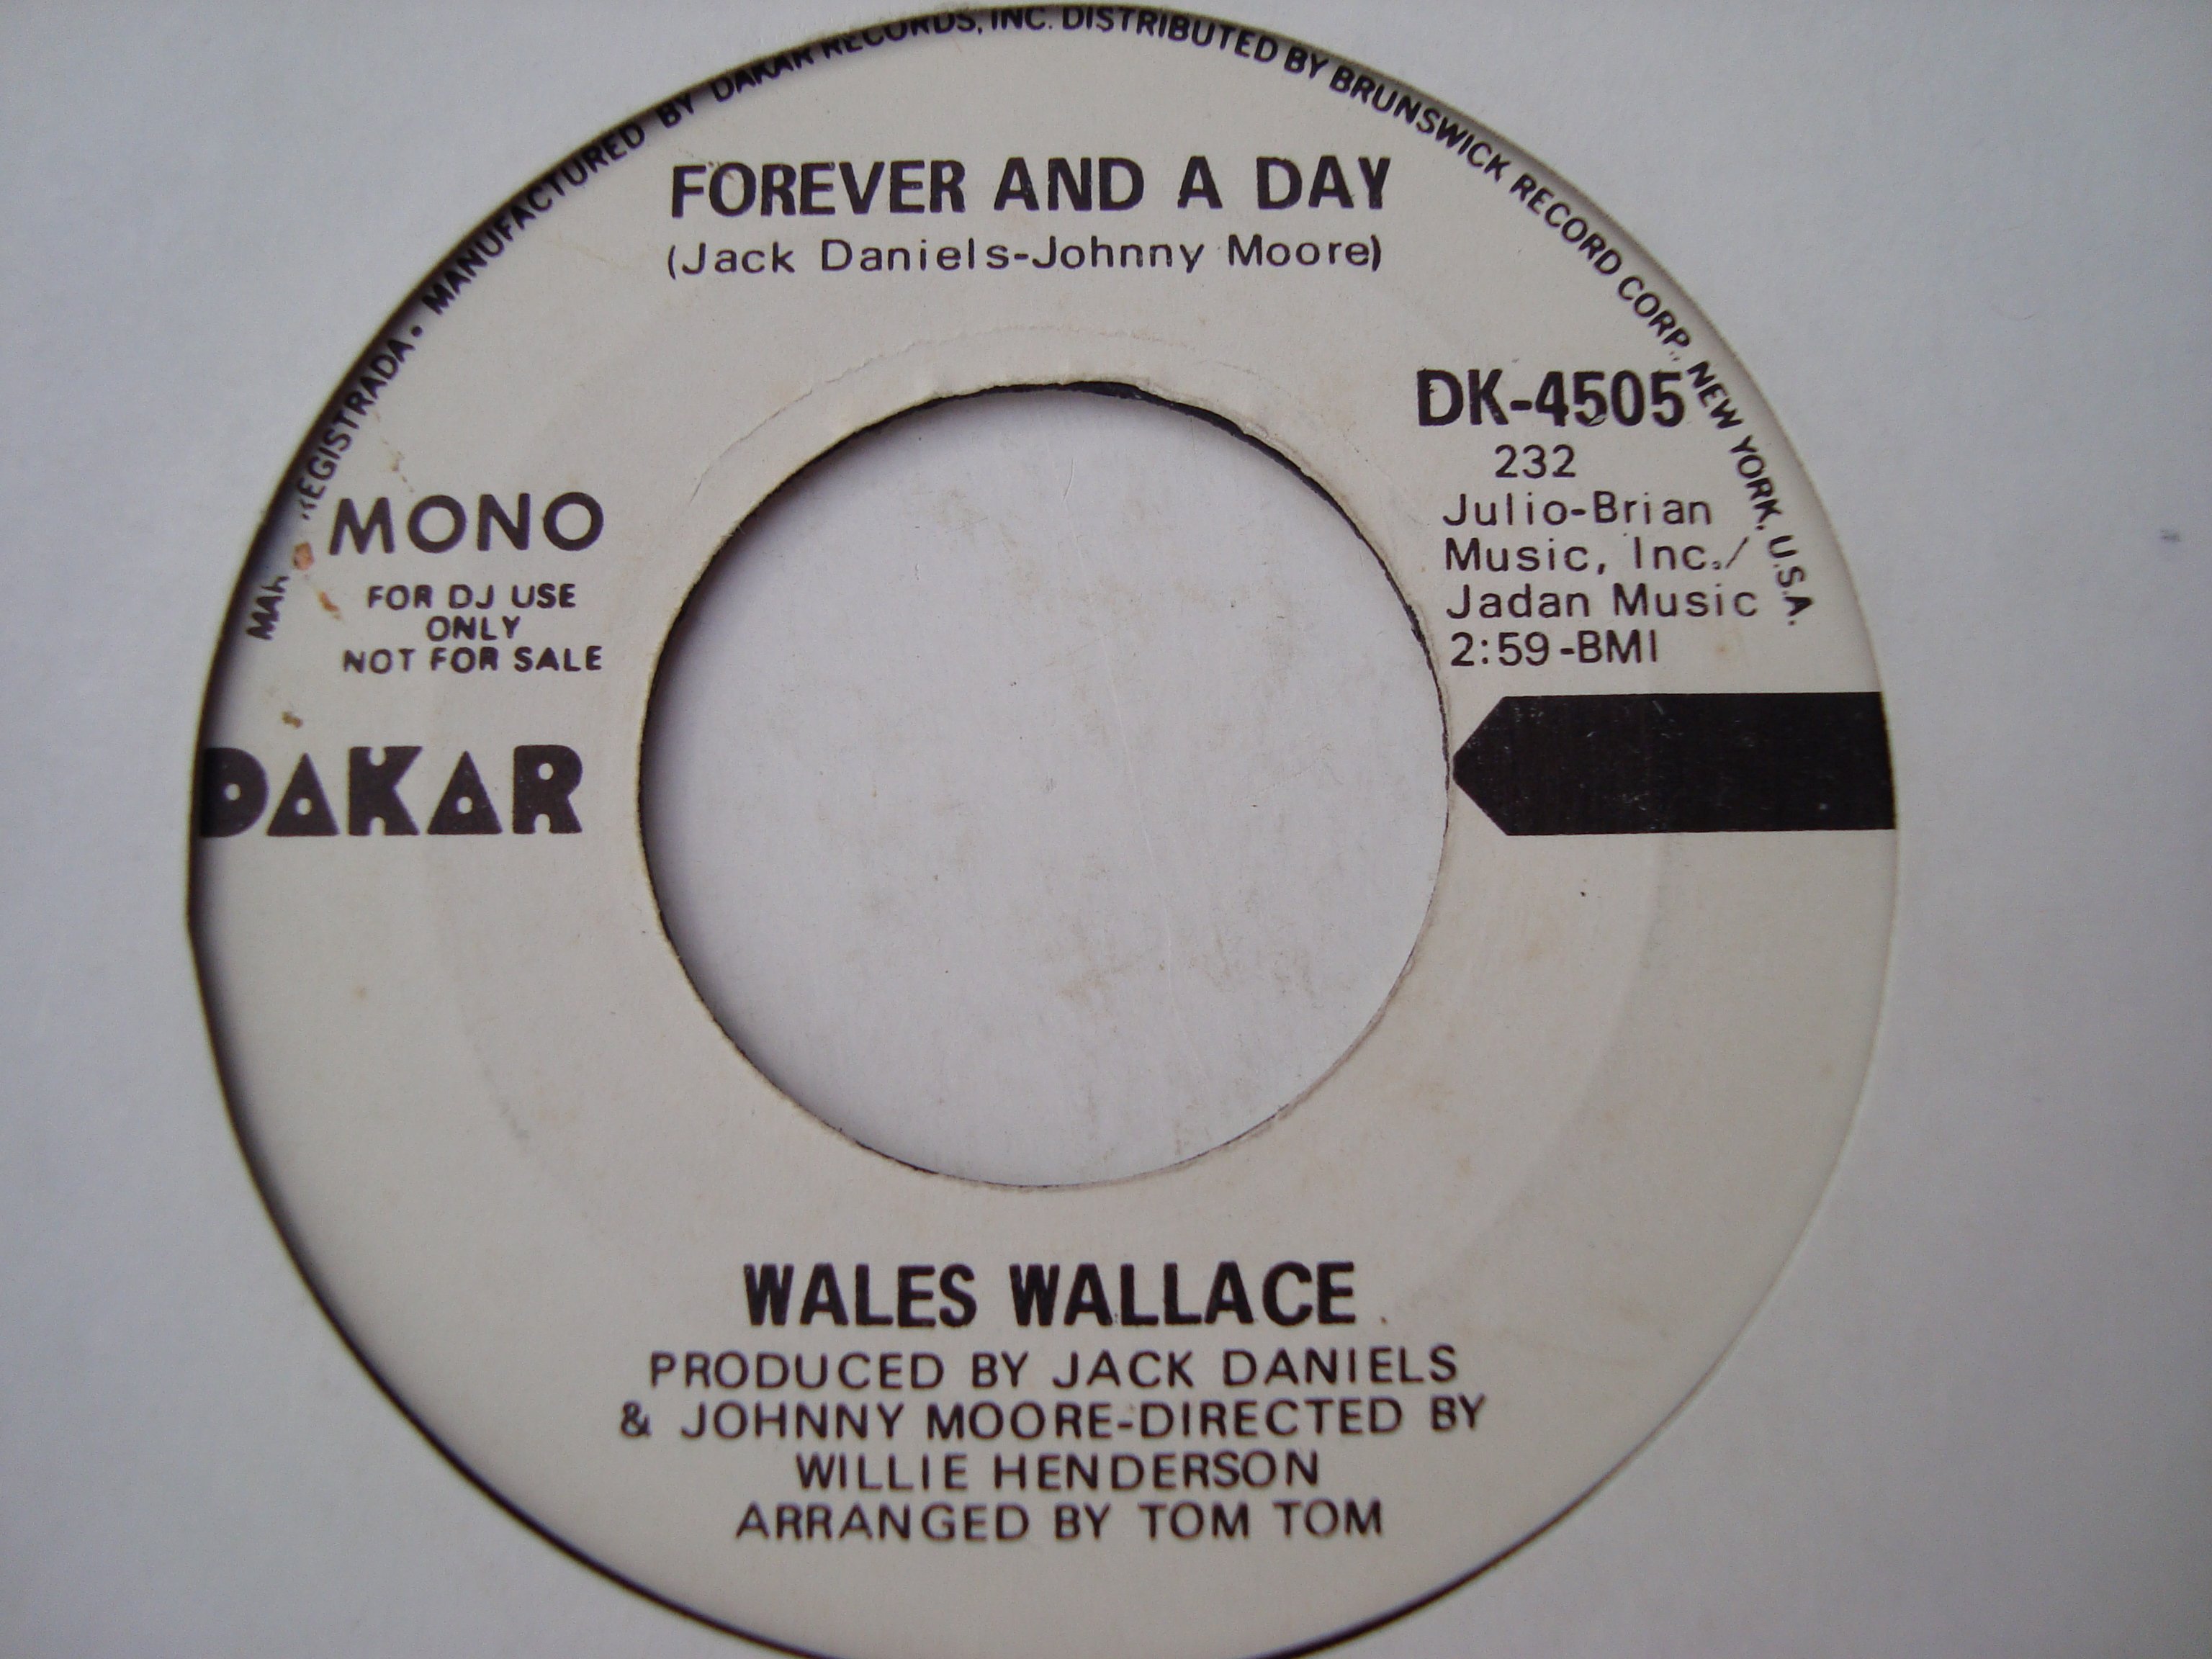 REGISTRADA • MANUFACTURED BY DAKAR RECORDS, INC. DISTRIBUTED BY BRUNSWICK RECORD CORP., NEW YORK, U.S.A.
FOREVER AND A DAY
(Jack Daniels-Johnny Moore)
DK-4505
232
Julio-Brian
Music, Inc./
Jadan Music
2:59-BMI
MONO
FOR DJ USE
ONLY
NOT FOR SALE
DAKAR
WALES WALLACE
PRODUCED BY JACK DANIELS
& JOHNNY MOORE-DIRECTED BY
WILLIE HENDERSON
ARRANGED BY TOM TOM